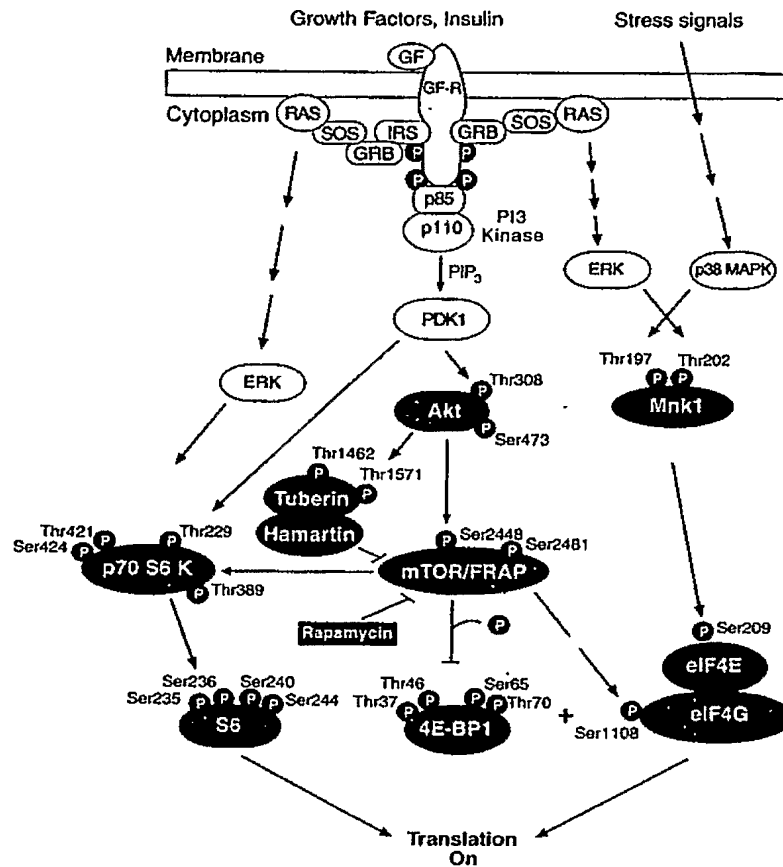 Growth Factors, Insulin
Stress signals
Membrane
GF
GF-R
Cytoplasm
RAS
SOS
GRB
IRS
GRB
SOS
RAS
P
P
P
P
p85
p110
PI3
Kinase
PIP3
ERK
p38 MAPK
PDK1
Thr197
Thr202
P
P
Mnk1
ERK
Thr308
P
Akt
P
Ser473
Thr1462
P
Thr1571
P
Tuberin
Hamartin
Thr421
Ser424
P
P
Thr229
P
p70 S6 K
P
Thr389
Ser2448
P
Ser2481
P
mTOR/FRAP
Rapamycin
P
Ser209
P
eIF4E
eIF4G
P
Ser1108
Ser236
Ser240
Ser235
Ser244
P
P
P
P
S6
Thr46
Ser65
Thr37
Thr70
P
P
P
P
4E-BP1
+
Translation
On